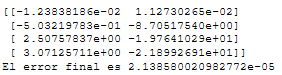 [[-1.23838186e-02  1.12730265e-02]
 [-5.03219783e-01 -8.70517540e+00]
 [ 2.50757837e+00 -1.97641029e+01]
 [ 3.07125711e+00 -2.18992691e+01]]
El error final es 2.138580020982772e-05